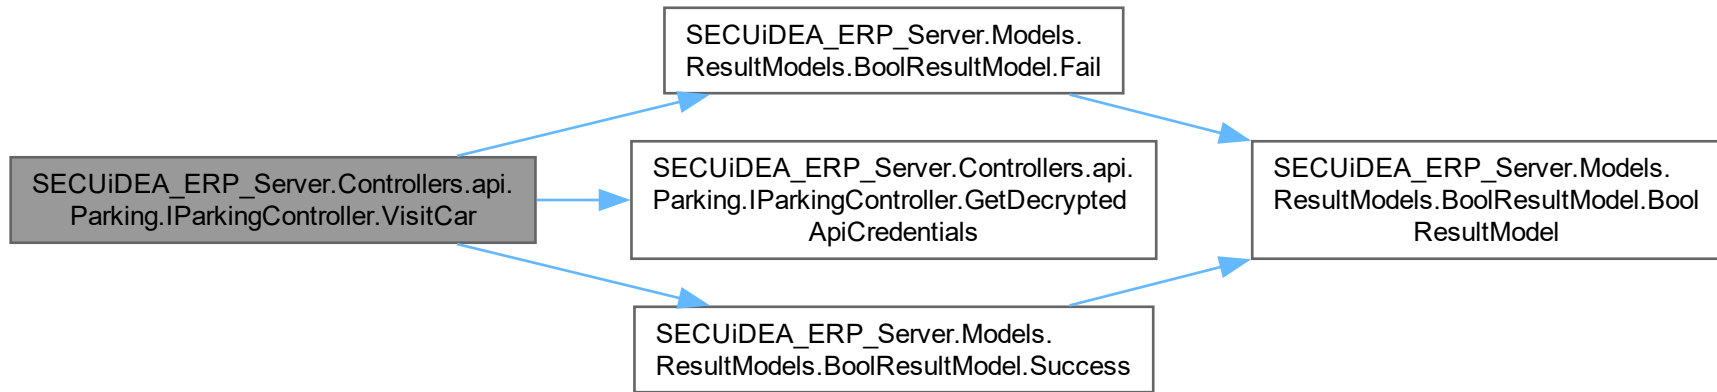 SECUiDEA_ERP_Server.Controllers.api.
Parking.IParkingController.VisitCar
SECUiDEA_ERP_Server.Models.
ResultModels.BoolResultModel.Fail
SECUiDEA_ERP_Server.Controllers.api.
Parking.IParkingController.GetDecrypted
ApiCredentials
SECUiDEA_ERP_Server.Models.
ResultModels.BoolResultModel.Success
SECUiDEA_ERP_Server.Models.
ResultModels.BoolResultModel.Bool
ResultModel